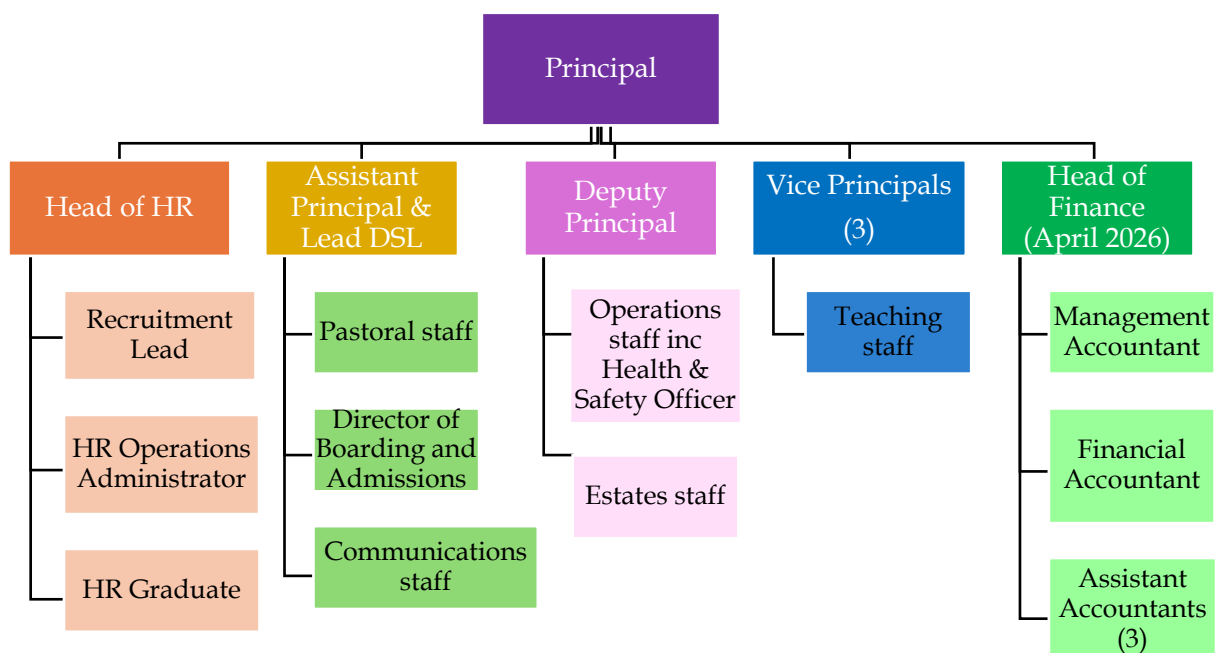 Principal
Head of HR
Assistant
Principal &
Lead DSL
Deputy
Principal
Vice Principals
(3)
Head of
Finance
(April 2026)
Recruitment
Lead
HR Operations
Administrator
HR Graduate
Pastoral staff
Director of
Boarding and
Admissions
Communications
staff
Operations
staff inc
Health &
Safety Officer
Estates staff
Teaching
staff
Management
Accountant
Financial
Accountant
Assistant
Accountants
(3)